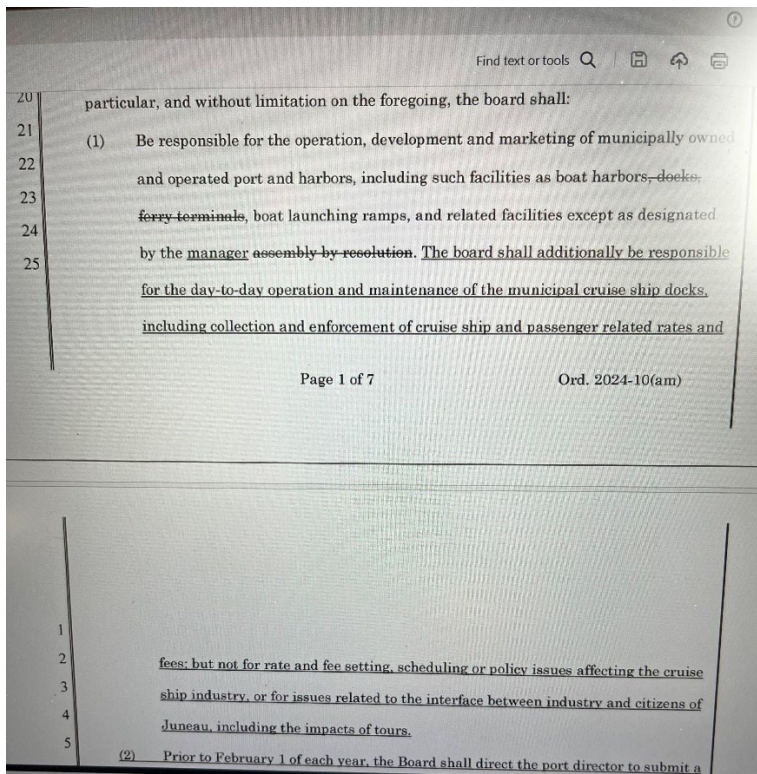 Find text or tools
20 particular, and without limitation on the foregoing, the board shall:
21 (1) Be responsible for the operation, development and marketing of municipally owned
22 and operated port and harbors, including such facilities as boat harbors, docks,
23 ferry terminals, boat launching ramps, and related facilities except as designated
24 by the manager assembly by resolution. The board shall additionally be responsible
25 for the day-to-day operation and maintenance of the municipal cruise ship docks,
including collection and enforcement of cruise ship and passenger related rates and
Page 1 of 7 Ord. 2024-10(am)
1
2 fees; but not for rate and fee setting, scheduling or policy issues affecting the cruise
3 ship industry, or for issues related to the interface between industry and citizens of
4 Juneau, including the impacts of tours.
5 (2) Prior to February 1 of each year, the Board shall direct the port director to submit a